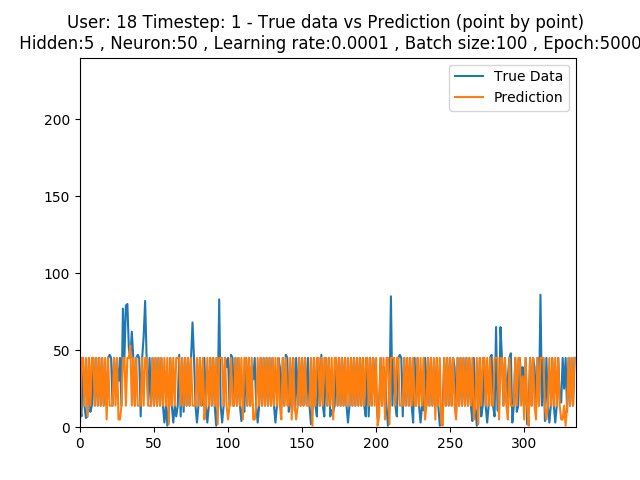 User: 18 Timestep: 1 - True data vs Prediction (point by point)
Hidden:5 , Neuron:50 , Learning rate:0.0001 , Batch size:100 , Epoch:5000
True Data
Prediction
200
150
100
50
0
0 50 100 150 200 250 300